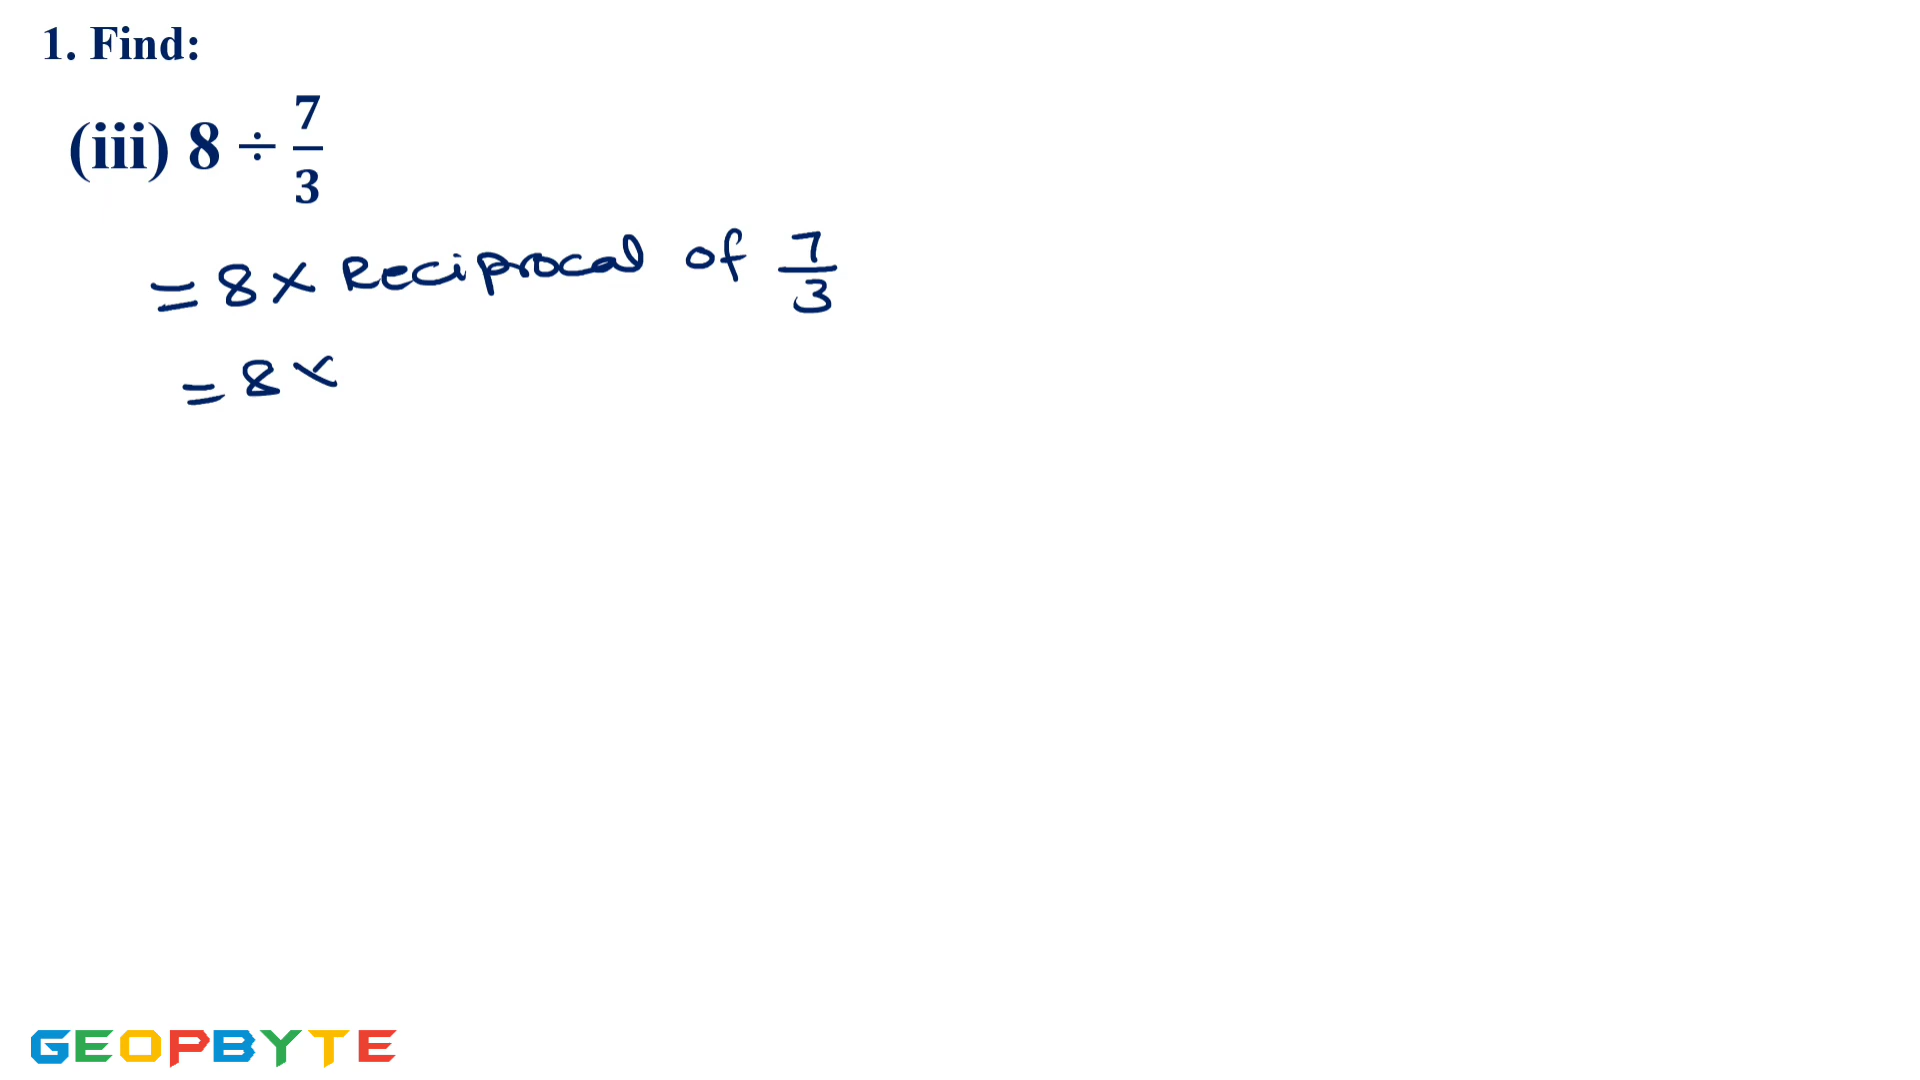 1. Find:
(iii) 8 ÷ 7/3
= 8 × Reciprocal of 7/3
= 8 ×
GEOPBYTE